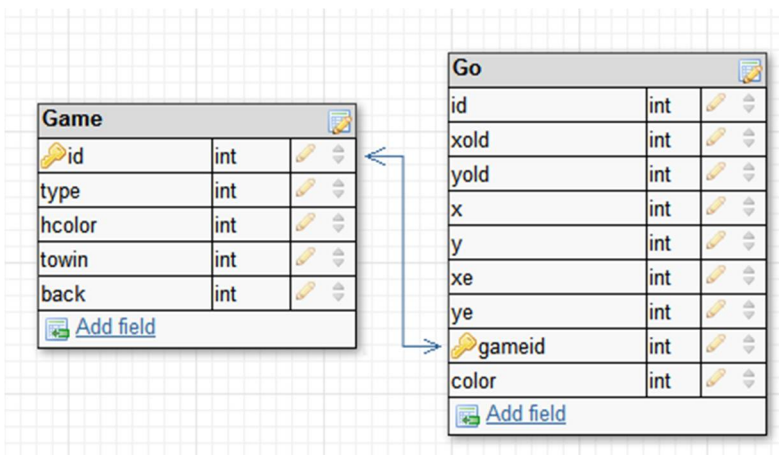 Game
id int
type int
hcolor int
towin int
back int
Add field
Go
id int
xold int
yold int
x int
y int
xe int
ye int
gameid int
color int
Add field